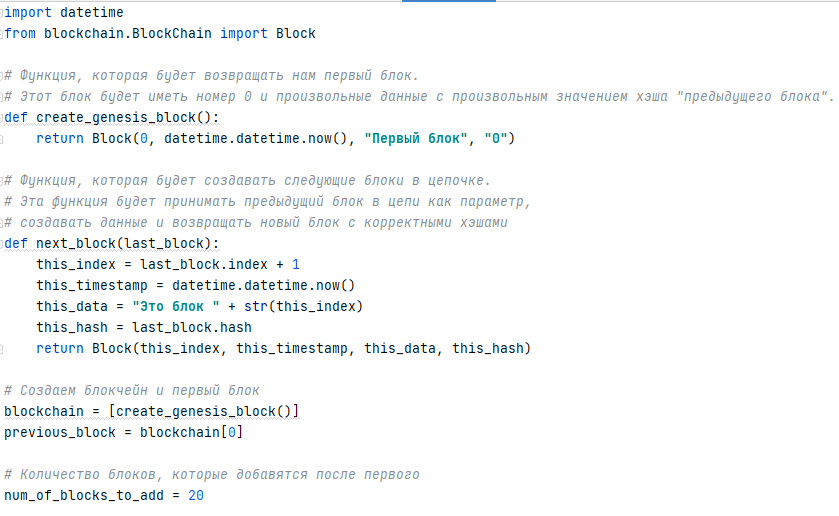 import datetime
from blockchain.BlockChain import Block
# Функция, которая будет возвращать нам первый блок.
# Этот блок будет иметь номер 0 и произвольные данные с произвольным значением хэша "предыдущего блока".
def create_genesis_block():
    return Block(0, datetime.datetime.now(), "Первый блок", "0")
# Функция, которая будет создавать следующие блоки в цепочке.
# Эта функция будет принимать предыдущий блок в цепи как параметр,
# создавать данные и возвращать новый блок с корректными хэшами
def next_block(last_block):
    this_index = last_block.index + 1
    this_timestamp = datetime.datetime.now()
    this_data = "Это блок " + str(this_index)
    this_hash = last_block.hash
    return Block(this_index, this_timestamp, this_data, this_hash)
# Создаем блокчейн и первый блок
blockchain = [create_genesis_block()]
previous_block = blockchain[0]
# Количество блоков, которые добавятся после первого
num_of_blocks_to_add = 20